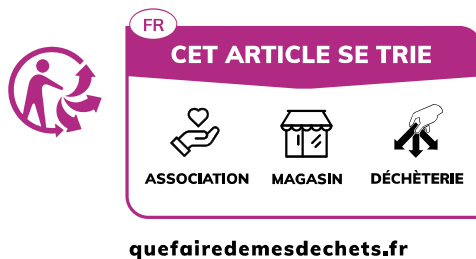 FR
CET ARTICLE SE TRIE
ASSOCIATION MAGASIN DÉCHÈTERIE
quefairedemesdechets.fr